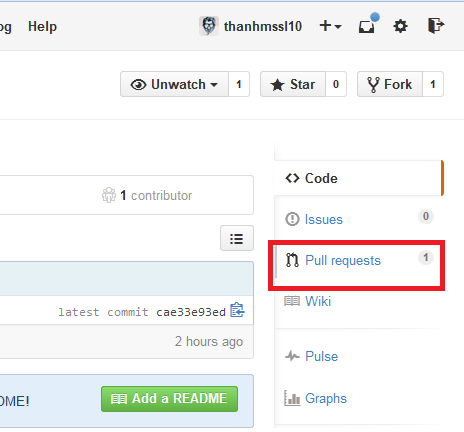 og Help thanhmssl10
Unwatch 1 Star 0 Fork 1
1 contributor
Code
Issues 0
Pull requests 1
latest commit cae33e93ed
Wiki
2 hours ago
Pulse
OME! Add a README
Graphs